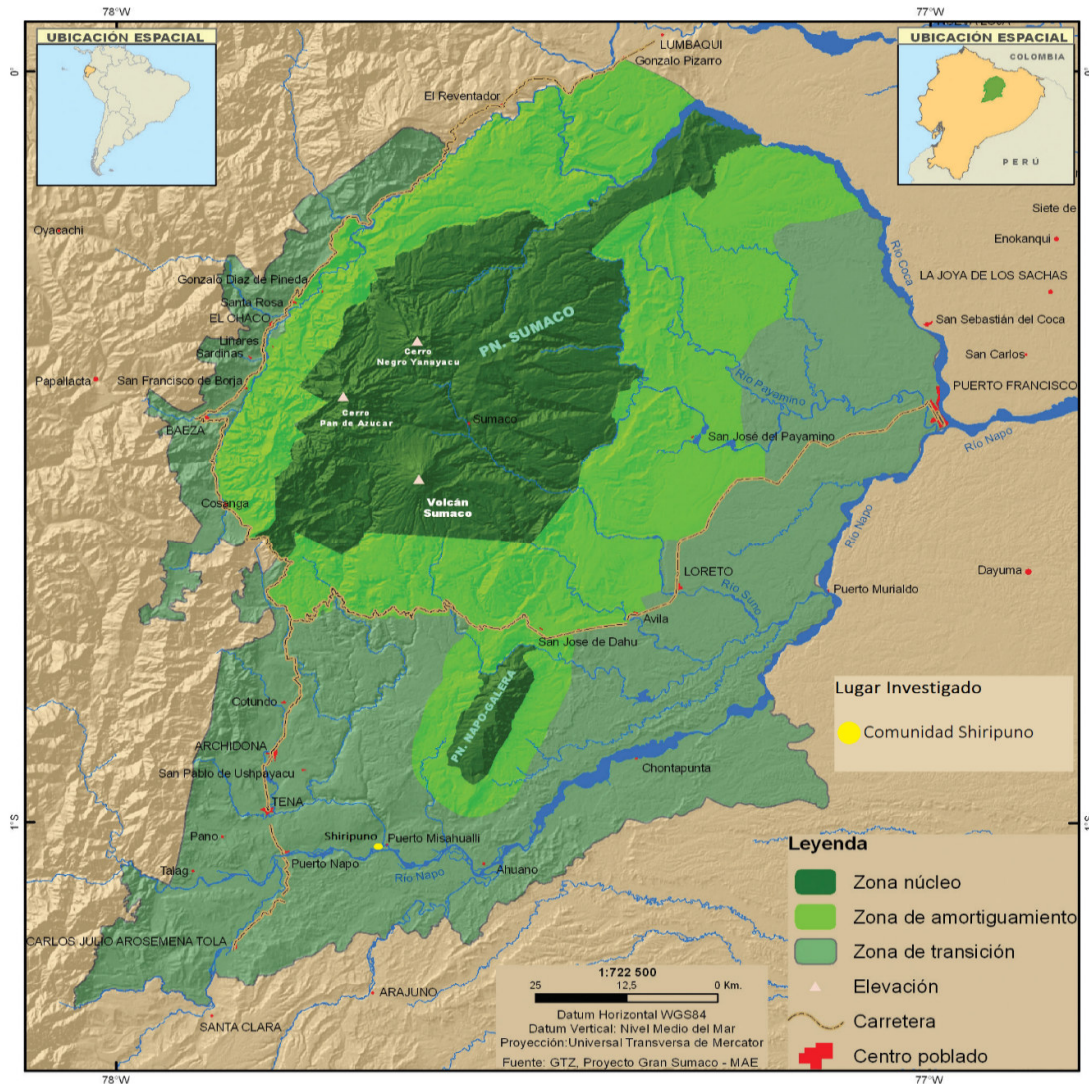 78°W
77°W
UBICACIÓN ESPACIAL
UBICACIÓN ESPACIAL
COLOMBIA
PERÚ
0°
LUMBAQUI
Gonzalo Pizarro
El Reventador
Oyacachi
Siete de
Enokanqui
Río Coca
LA JOYA DE LOS SACHAS
Gonzalo Diaz de Pineda
Santa Rosa
EL CHACO
PN. SUMACO
San Sebastián del Coca
Linares
Sardinas
Cerro
Negro Yanayacu
San Carlos
Papallacta
San Francisco de Borja
Río Payamino
PUERTO FRANCISCO
Cerro
Pan de Azucar
Sumaco
BAEZA
San José del Payamino
Río Napo
Volcán
Sumaco
Cosanga
Río Napo
LORETO
Dayuma
Río Suno
Puerto Murialdo
Avila
San Jose de Dahu
PN. NAPO-GALERA
Lugar Investigado
Comunidad Shiripuno
Cotundo
ARCHIDONA
San Pablo de Ushpayacu
Chontapunta
TENA
1°S
1°S
Pano
Shiripuno
Puerto Misahualli
Talag
Puerto Napo
Río Napo
Ahuano
CARLOS JULIO AROSEMENA TOLA
ARAJUNO
SANTA CLARA
Leyenda
Zona núcleo
Zona de amortiguamiento
Zona de transición
Elevación
Carretera
Centro poblado
1:722 500
25 12,5 0 Km.
Datum Horizontal WGS84
Datum Vertical: Nivel Medio del Mar
Proyección:Universal Transversa de Mercator
Fuente: GTZ, Proyecto Gran Sumaco - MAE
78°W
77°W